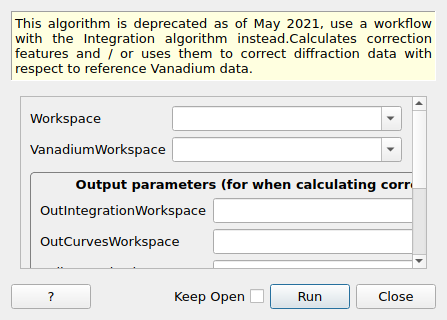 This algorithm is deprecated as of May 2021, use a workflow
with the Integration algorithm instead.Calculates correction
features and / or uses them to correct diffraction data with
respect to reference Vanadium data.
Workspace
VanadiumWorkspace
Output parameters (for when calculating corre
OutIntegrationWorkspace
OutCurvesWorkspace
?
Keep Open
Run
Close